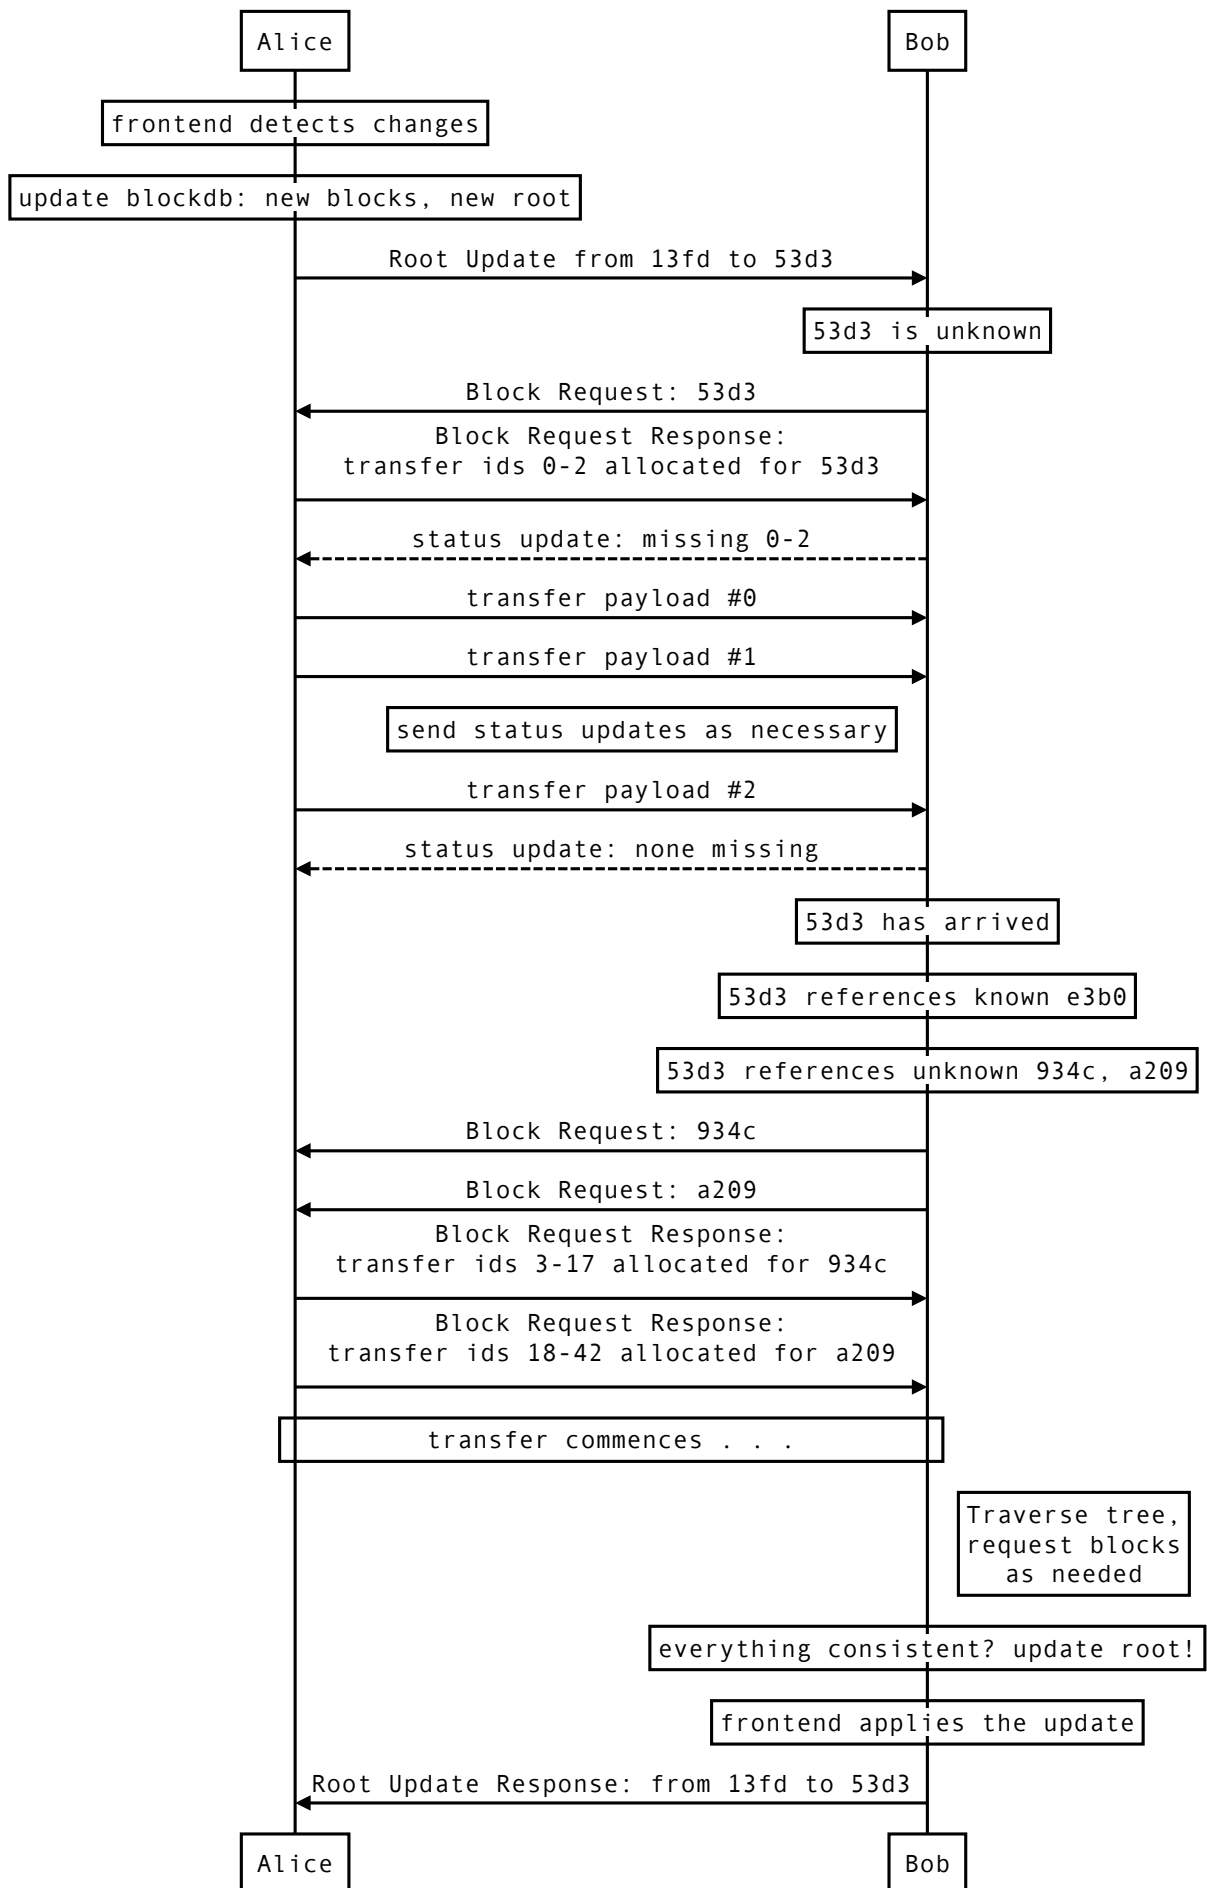 Alice
Bob
frontend detects changes
update blockdb: new blocks, new root
Root Update from 13fd to 53d3
53d3 is unknown
Block Request: 53d3
Block Request Response:
transfer ids 0-2 allocated for 53d3
status update: missing 0-2
transfer payload #0
transfer payload #1
send status updates as necessary
transfer payload #2
status update: none missing
53d3 has arrived
53d3 references known e3b0
53d3 references unknown 934c, a209
Block Request: 934c
Block Request: a209
Block Request Response:
transfer ids 3-17 allocated for 934c
Block Request Response:
transfer ids 18-42 allocated for a209
transfer commences . . .
Traverse tree,
request blocks
as needed
everything consistent? update root!
frontend applies the update
Root Update Response: from 13fd to 53d3
Alice
Bob